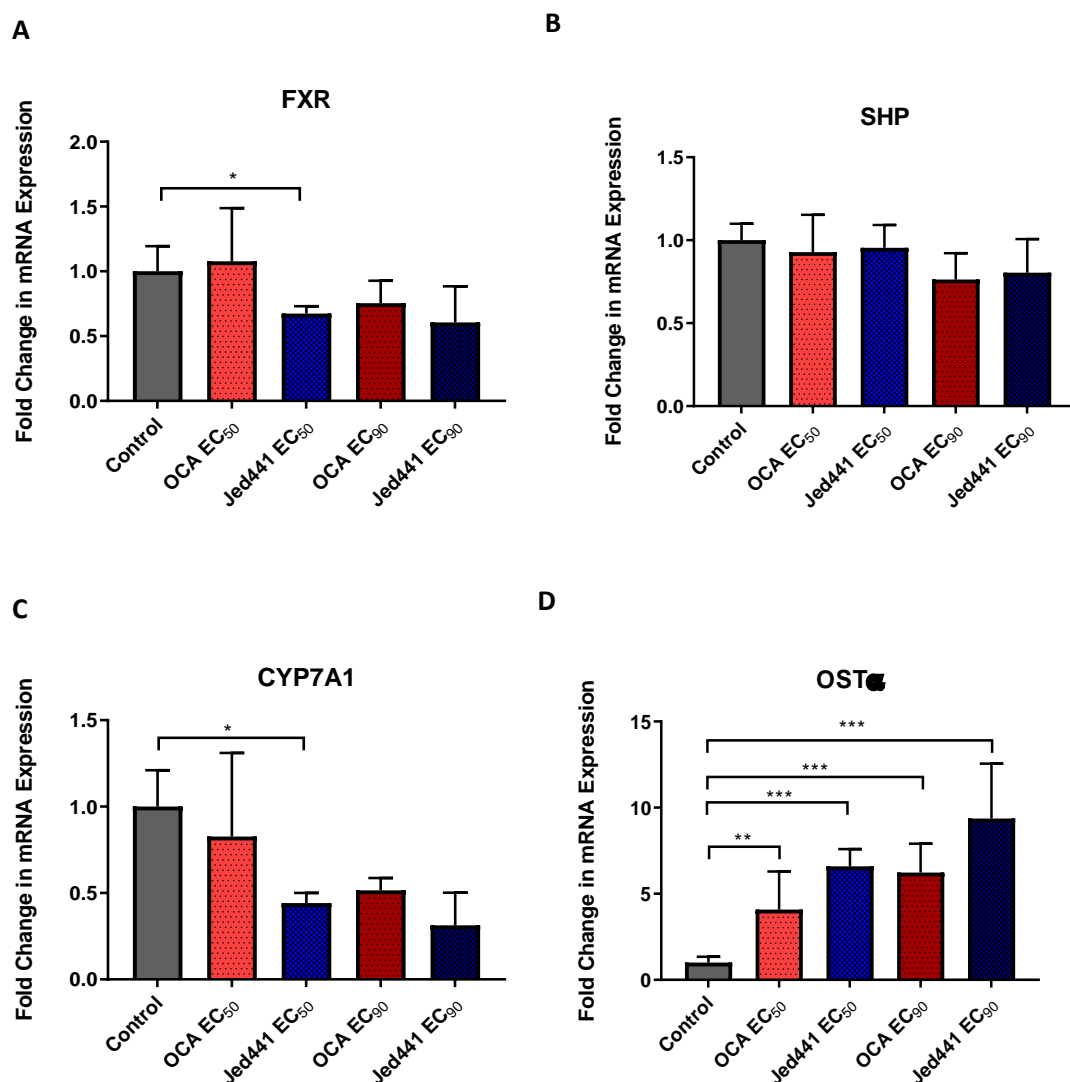 A
FXR
Fold Change in mRNA Expression
2.0
1.5
1.0
0.5
0.0
*
Control
OCA EC₅₀
Jed441 EC₅₀
OCA EC₉₀
Jed441 EC₉₀
B
SHP
Fold Change in mRNA Expression
1.5
1.0
0.5
0.0
Control
OCA EC₅₀
Jed441 EC₅₀
OCA EC₉₀
Jed441 EC₉₀
C
CYP7A1
Fold Change in mRNA Expression
1.5
1.0
0.5
0.0
*
Control
OCA EC₅₀
Jed441 EC₅₀
OCA EC₉₀
Jed441 EC₉₀
D
OSTα
Fold Change in mRNA Expression
15
10
5
0
***
***
***
**
Control
OCA EC₅₀
Jed441 EC₅₀
OCA EC₉₀
Jed441 EC₉₀